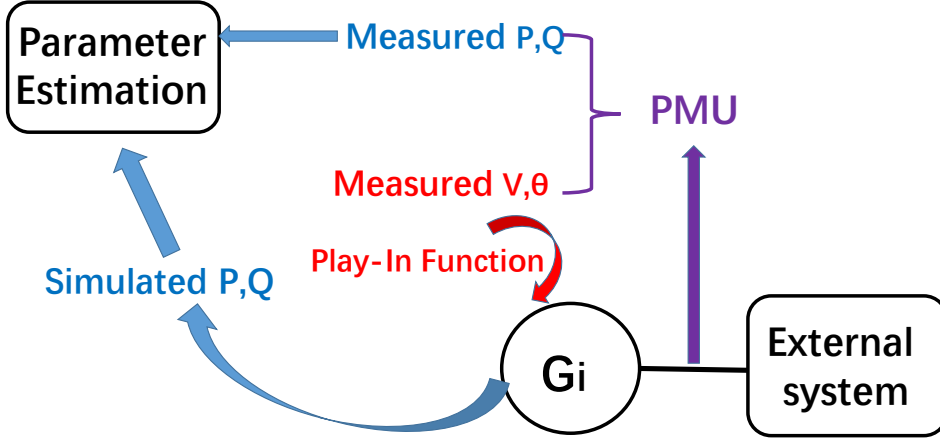 Parameter
Estimation
Measured P,Q
PMU
Measured V,θ
Play-In Function
Simulated P,Q
Gi
External
system